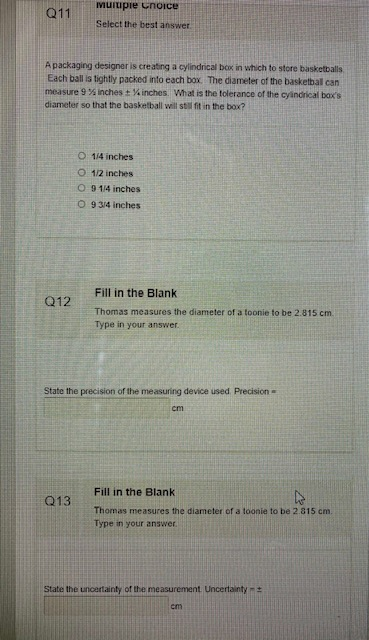 Q11
Multiple Choice
Select the best answer.
A packaging designer is creating a cylindrical box in which to store basketballs.
Each ball is tightly packed into each box. The diameter of the basketball can
measure 9 ½ inches ± ¼ inches. What is the tolerance of the cylindrical box's
diameter so that the basketball will still fit in the box?
1/4 inches
1/2 inches
9 1/4 inches
9 3/4 inches
Q12
Fill in the Blank
Thomas measures the diameter of a toonie to be 2.815 cm.
Type in your answer.
State the precision of the measuring device used. Precision =
cm
Q13
Fill in the Blank
Thomas measures the diameter of a toonie to be 2.815 cm.
Type in your answer.
State the uncertainty of the measurement. Uncertainty = ±
cm